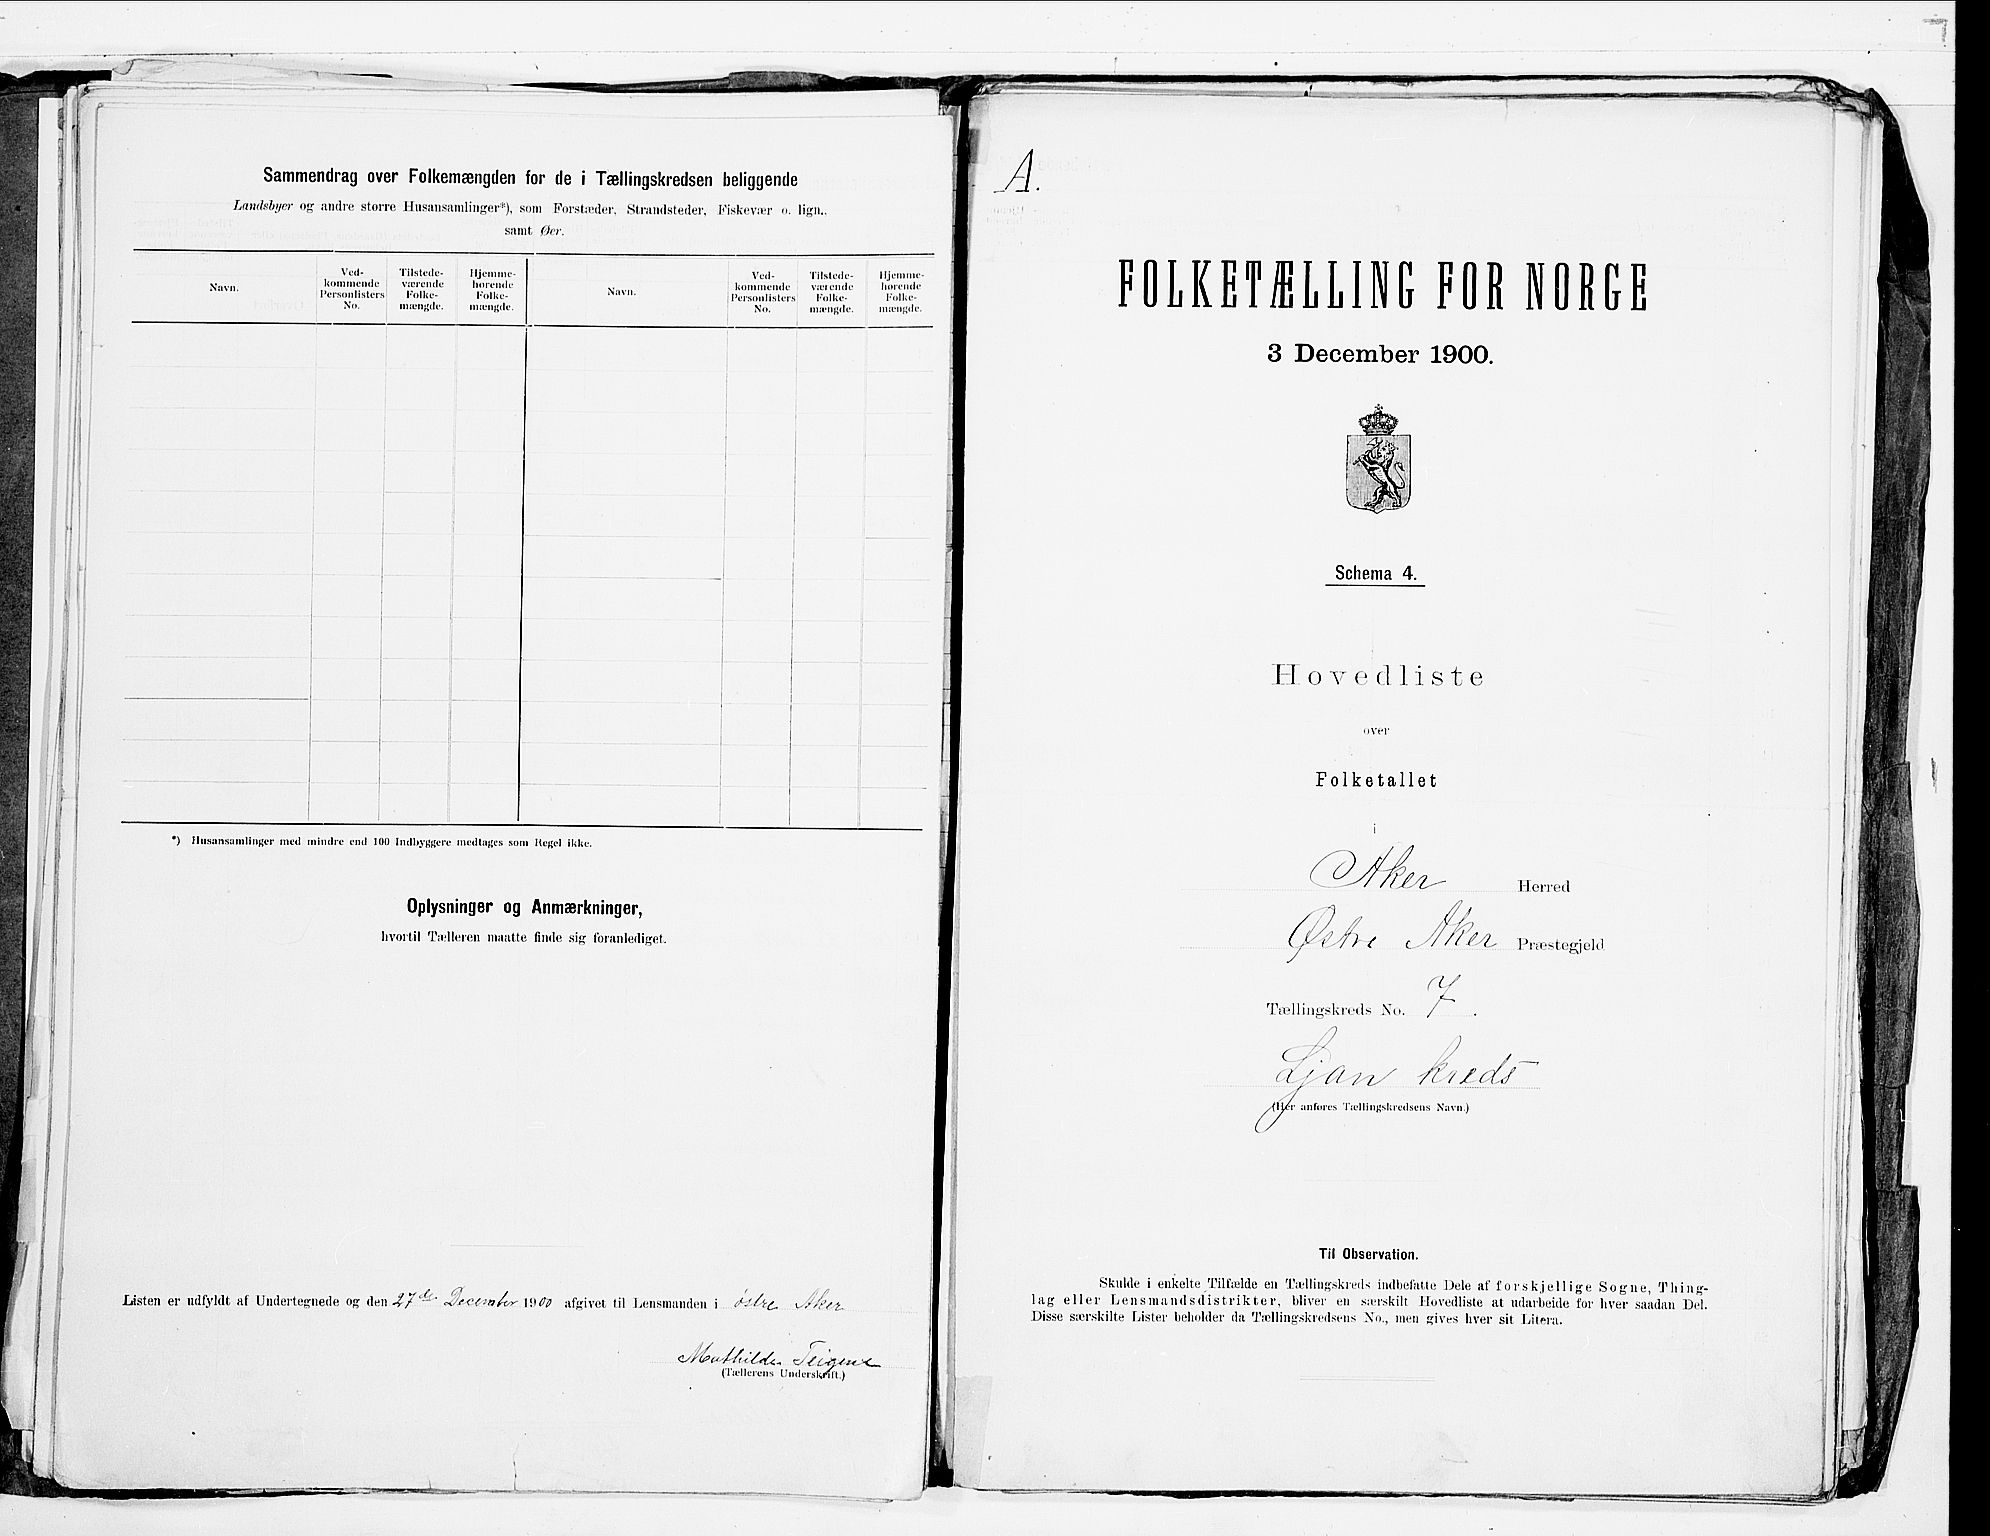 Sammendrag over Folkemængden for de i Tællingskredsen beliggende
Landsbyer og andre større Husansamlinger*), som Forstæder, Strandsteder, Fiskevær o. lign.,
samt Øer.
Navn.
Ved-
kommende
Personlisters
No.
Tilstede-
værende
Folke-
mængde.
Hjemme-
hørende
Folke-
mængde.
Navn.
Ved-
kommende
Personlisters
No.
Tilstede-
værende
Folke-
mængde.
Hjemme-
hørende
Folke-
mængde.
*) Husansamlinger med mindre end 100 Indbyggere medtages som Regel ikke.
Oplysninger og Anmærkninger,
hvortil Tælleren maatte finde sig foranlediget.
Listen er udfyldt af Undertegnede og den 27de December 1900 afgivet til Lensmanden i østre Aker
Mathilde Teigene
(Tællerens Underskrift.)
A.
FOLKETÆLLING FOR NORGE
3 December 1900.
Schema 4.
Hovedliste
over
Folketallet
i
Aker Herred
Østre Aker Præstegjeld
Tællingskreds No. 7.
Ljan kreds
(Her anføres Tællingskredsens Navn.)
Til Observation.
Skulde i enkelte Tilfælde en Tællingskreds indbefatte Dele af forskjellige Sogne, Thing-
lag eller Lensmandsdistrikter, bliver en særskilt Hovedliste at udarbeide for hver saadan Del.
Disse særskilte Lister beholder da Tællingskredsens No., men gives hver sit Litera.